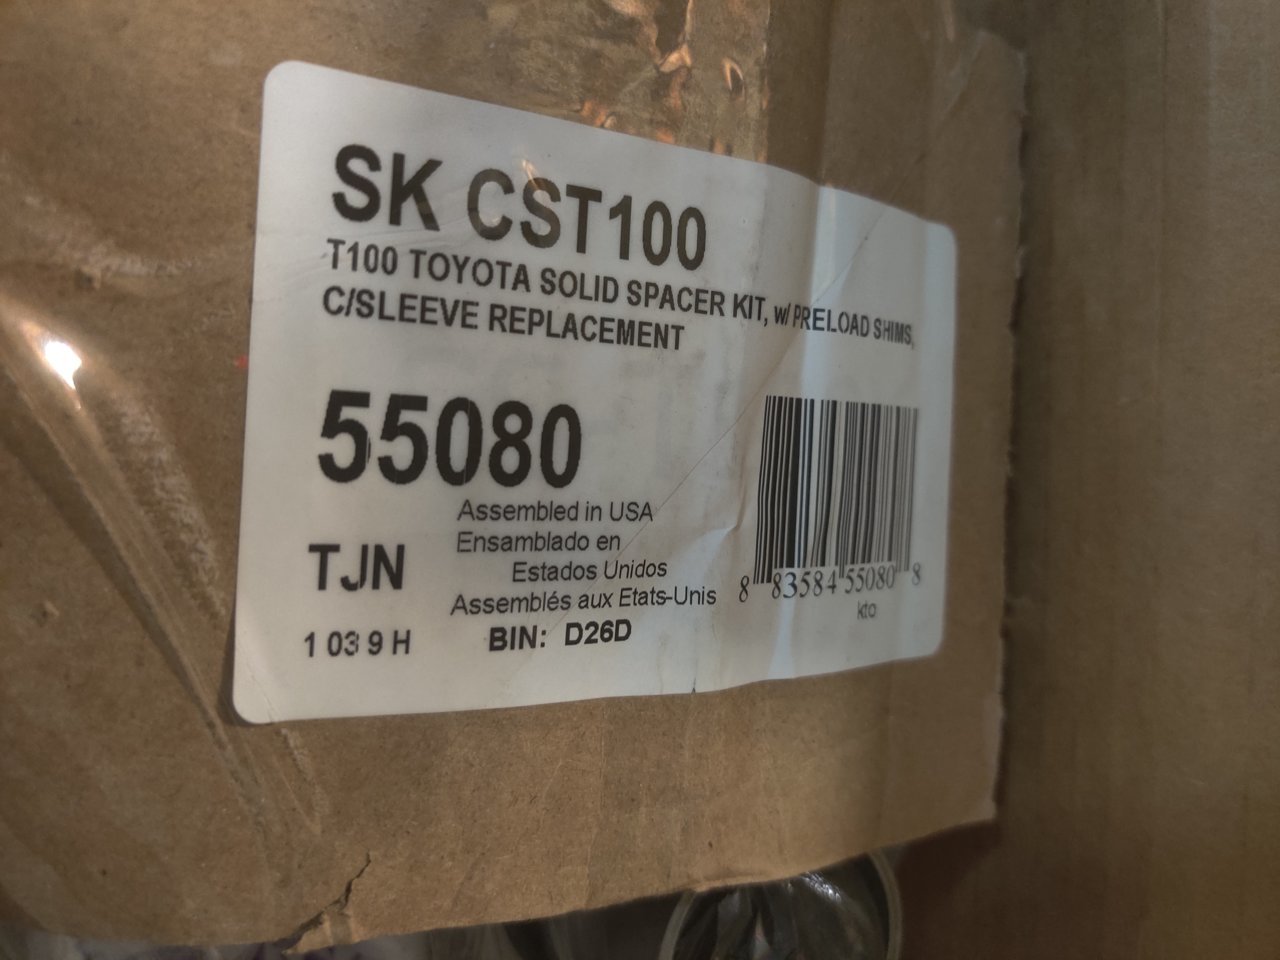 SK CST100
T100 TOYOTA SOLID SPACER KIT, w/ PRELOAD SHIMS,
C/SLEEVE REPLACEMENT
55080
Assembled in USA
Ensamblado en
Estados Unidos
Assemblés aux Etats-Unis
TJN
8 83584 55080 8
kto
1 03 9 H
BIN: D26D